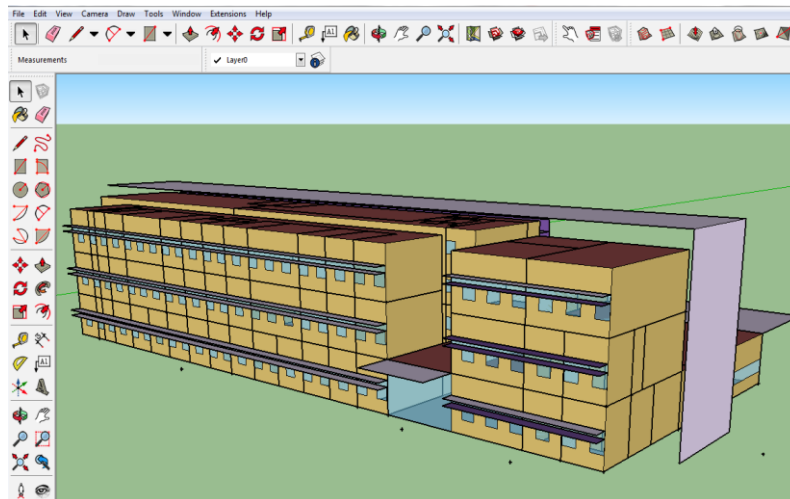 File Edit View Camera Draw Tools Window Extensions Help
A1
Measurements
Layer0
A1